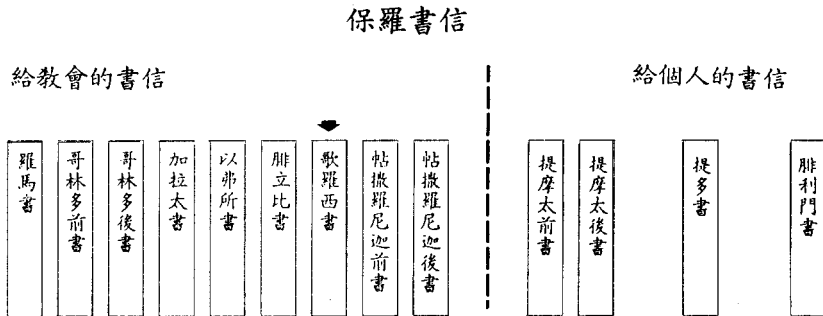 保羅書信
給教會的書信
給個人的書信
羅馬書
哥林多前書
哥林多後書
加拉太書
以弗所書
腓立比書
歌羅西書
帖撒羅尼迦前書
帖撒羅尼迦後書
提摩太前書
提摩太後書
提多書
腓利門書